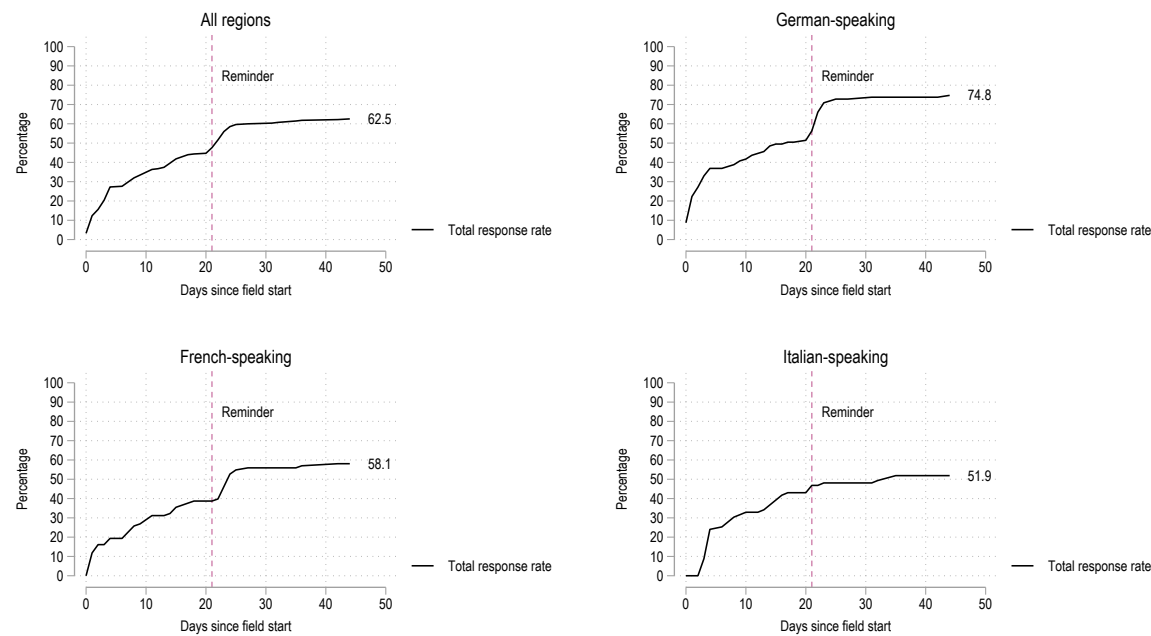 All regions
100
90
80
70
60
50
40
30
20
10
0
Percentage
Reminder
62.5
Total response rate
0 10 20 30 40 50
Days since field start
German-speaking
100
90
80
70
60
50
40
30
20
10
0
Percentage
Reminder
74.8
Total response rate
0 10 20 30 40 50
Days since field start
French-speaking
100
90
80
70
60
50
40
30
20
10
0
Percentage
Reminder
58.1
Total response rate
0 10 20 30 40 50
Days since field start
Italian-speaking
100
90
80
70
60
50
40
30
20
10
0
Percentage
Reminder
51.9
Total response rate
0 10 20 30 40 50
Days since field start